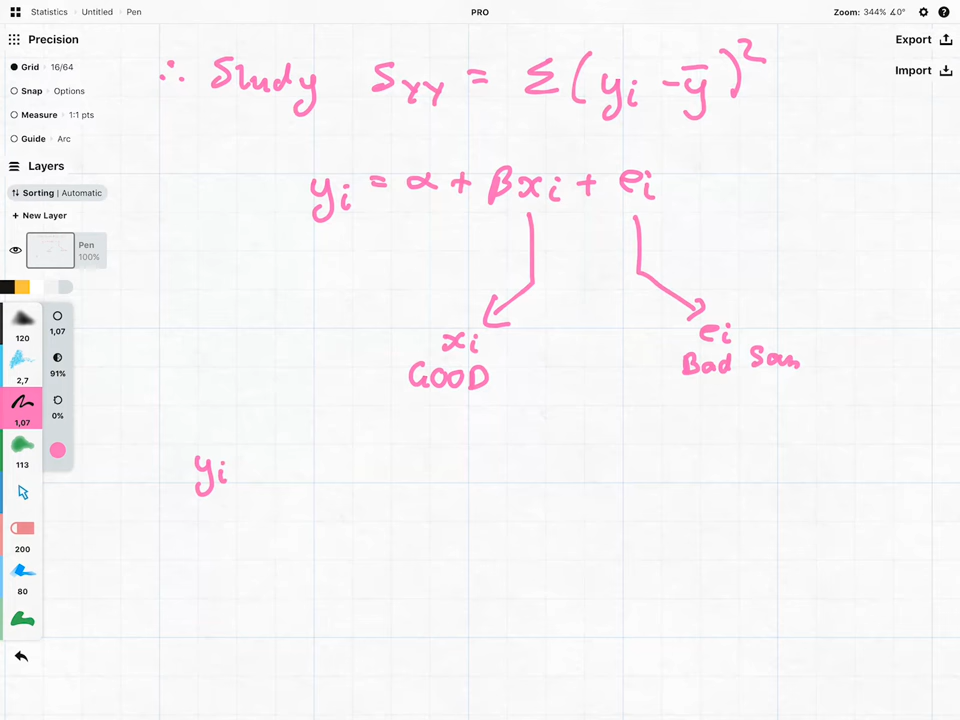 Statistics Untitled Pen PRO Zoom: 344% ∠0°
Precision
Grid 16/64
Snap Options
Measure 1:1 pts
Guide Arc
Layers
Sorting | Automatic
+ New Layer
Pen
100%
120
2,7
1,07
113
200
80
1,07
91%
0%
Export
Import
∴ Study SYY = Σ(yi - ȳ)²
yi = α + βxi + ei
xi
GOOD
ei
Bad Som
yi